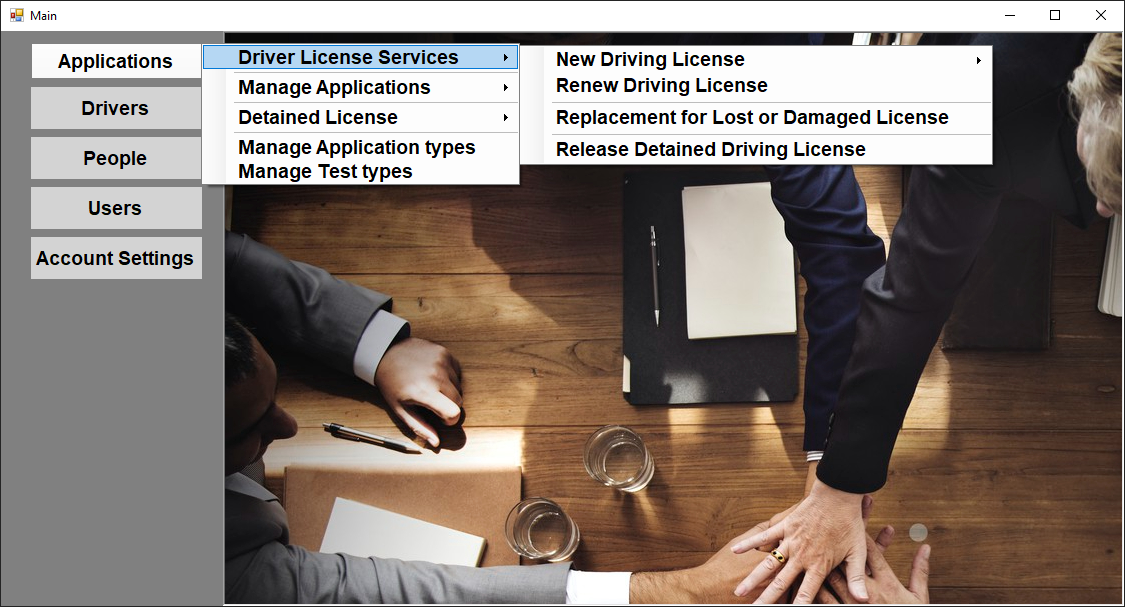 Main
Applications
Drivers
People
Users
Account Settings
Driver License Services
Manage Applications
Detained License
Manage Application types
Manage Test types
New Driving License
Renew Driving License
Replacement for Lost or Damaged License
Release Detained Driving License